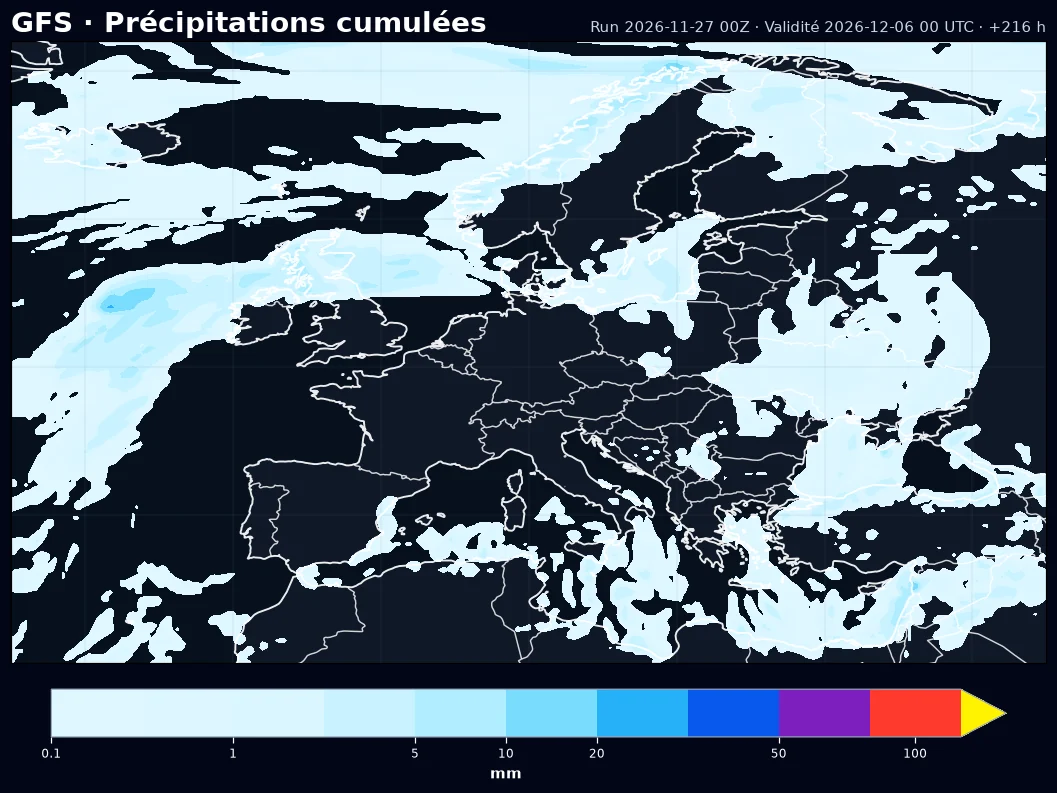 GFS · Précipitations cumulées
Run 2026-11-27 00Z · Validité 2026-12-06 00 UTC · +216 h
0.1 1 5 10 20 50 100
mm